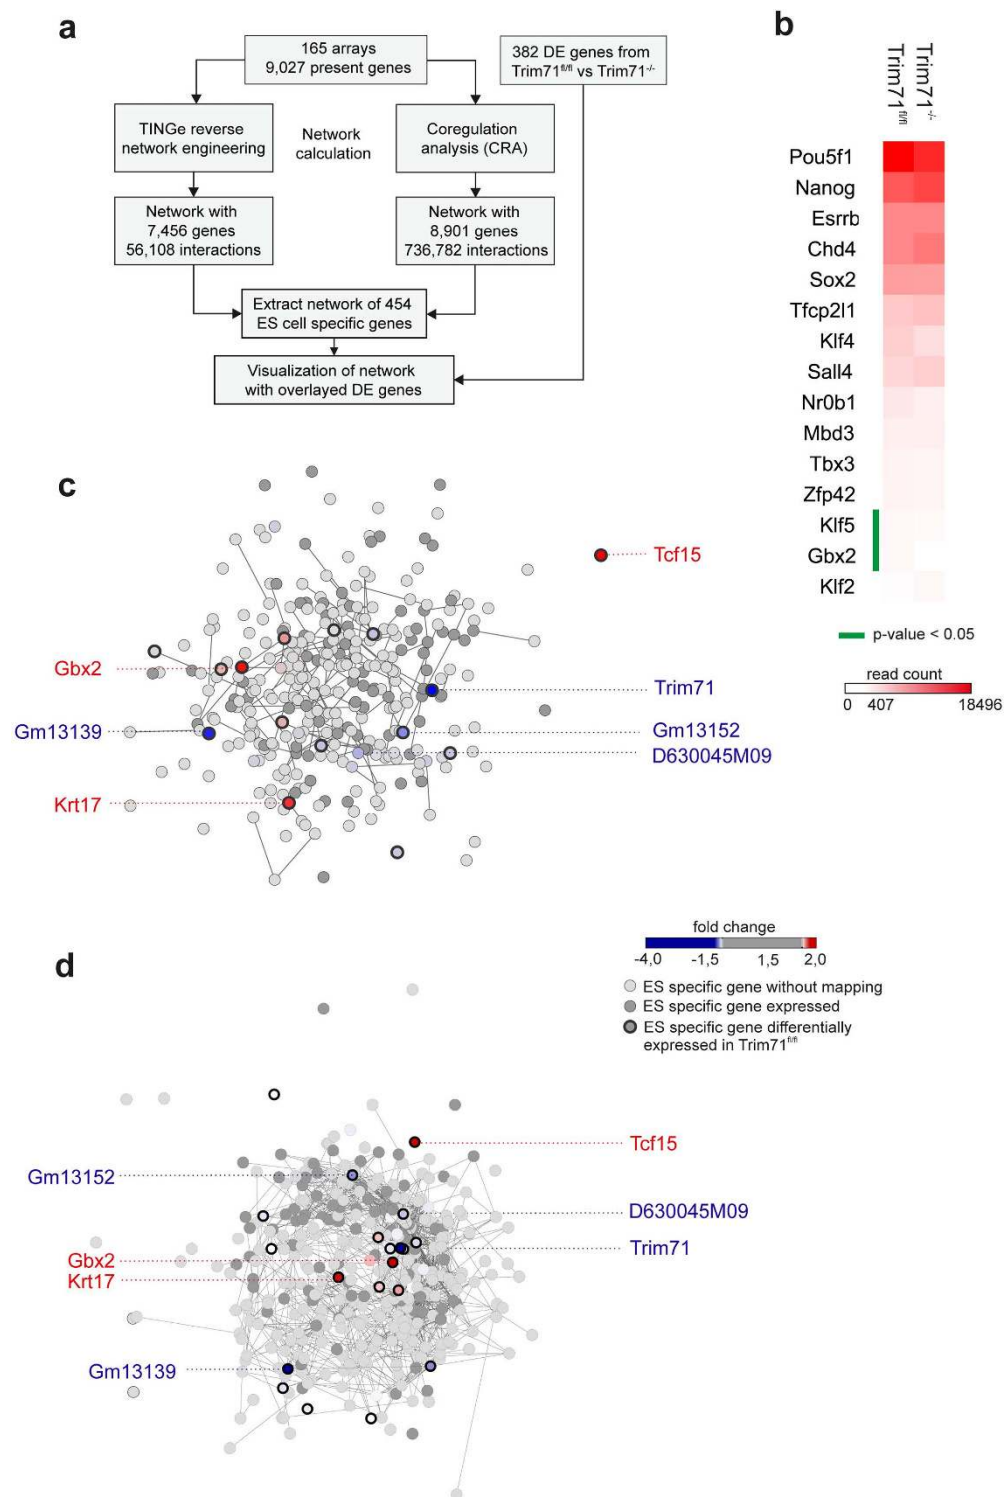 a
165 arrays
9,027 present genes
382 DE genes from
Trim71fl/fl vs Trim71-/-
TINGe reverse
network engineering
Network
calculation
Coregulation
analysis (CRA)
Network with
7,456 genes
56,108 interactions
Network with
8,901 genes
736,782 interactions
Extract network of 454
ES cell specific genes
Visualization of network
with overlayed DE genes
b
Trim71fl/fl
Trim71-/-
Pou5f1
Nanog
Esrrb
Chd4
Sox2
Tfcp2l1
Klf4
Sall4
Nr0b1
Mbd3
Tbx3
Zfp42
Klf5
Gbx2
Klf2
p-value < 0.05
read count
0 407 18496
c
Tcf15
Gbx2
Trim71
Gm13139
Gm13152
D630045M09
Krt17
fold change
-4,0 -1,5 1,5 2,0
ES specific gene without mapping
ES specific gene expressed
ES specific gene differentially
expressed in Trim71fl/fl
d
Tcf15
Gm13152
D630045M09
Trim71
Gbx2
Krt17
Gm13139